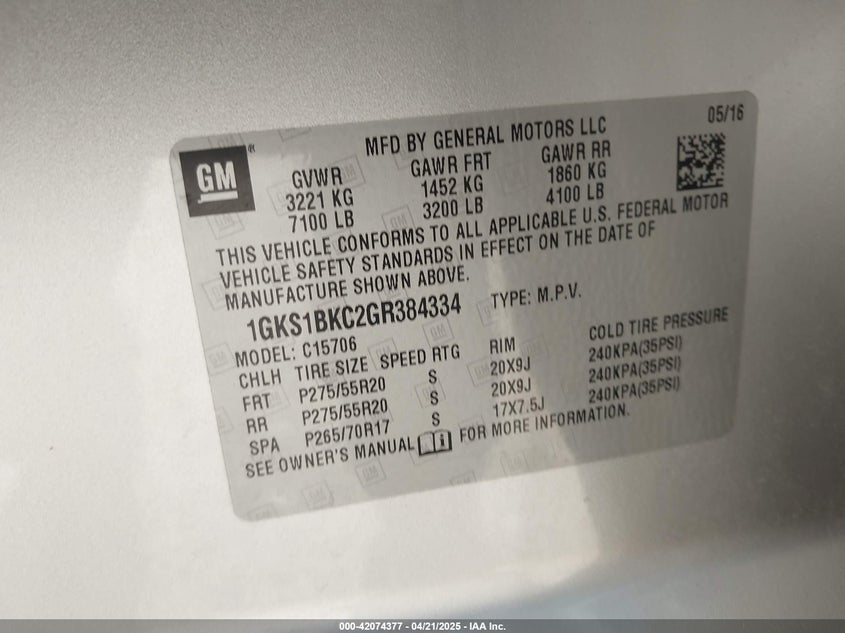 05/16
MFD BY GENERAL MOTORS LLC
GM®
GVWR GAWR FRT GAWR RR
3221 KG 1452 KG 1860 KG
7100 LB 3200 LB 4100 LB
THIS VEHICLE CONFORMS TO ALL APPLICABLE U.S. FEDERAL MOTOR
VEHICLE SAFETY STANDARDS IN EFFECT ON THE DATE OF
MANUFACTURE SHOWN ABOVE.
1GKS1BKC2GR384334 TYPE: M.P.V.
MODEL: C15706
CHLH TIRE SIZE SPEED RTG RIM COLD TIRE PRESSURE
FRT P275/55R20 S 20X9J 240KPA(35PSI)
RR P275/55R20 S 20X9J 240KPA(35PSI)
SPA P265/70R17 S 17X7.5J 240KPA(35PSI)
SEE OWNER'S MANUAL FOR MORE INFORMATION.
000-42074377 - 04/21/2025 - IAA Inc.